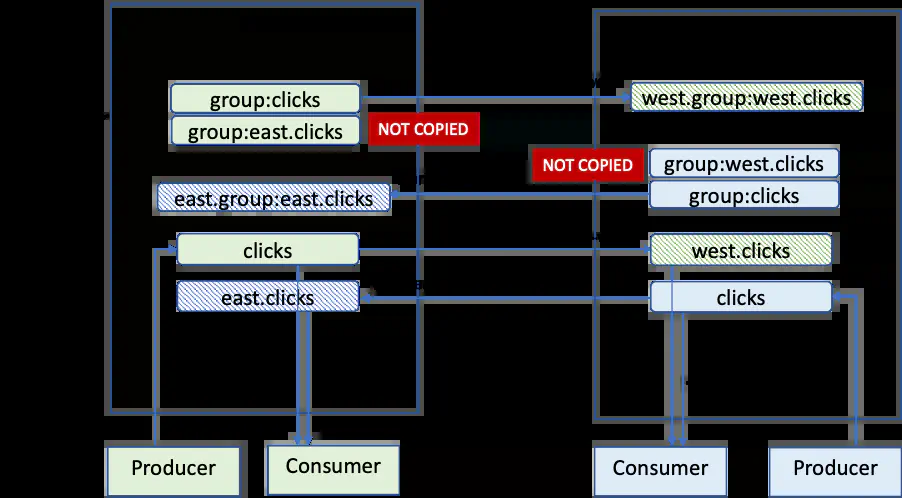 group:clicks
west.group:west.clicks
group:east.clicks
NOT COPIED
NOT COPIED
group:west.clicks
east.group:east.clicks
group:clicks
clicks
west.clicks
east.clicks
clicks
Producer
Consumer
Consumer
Producer